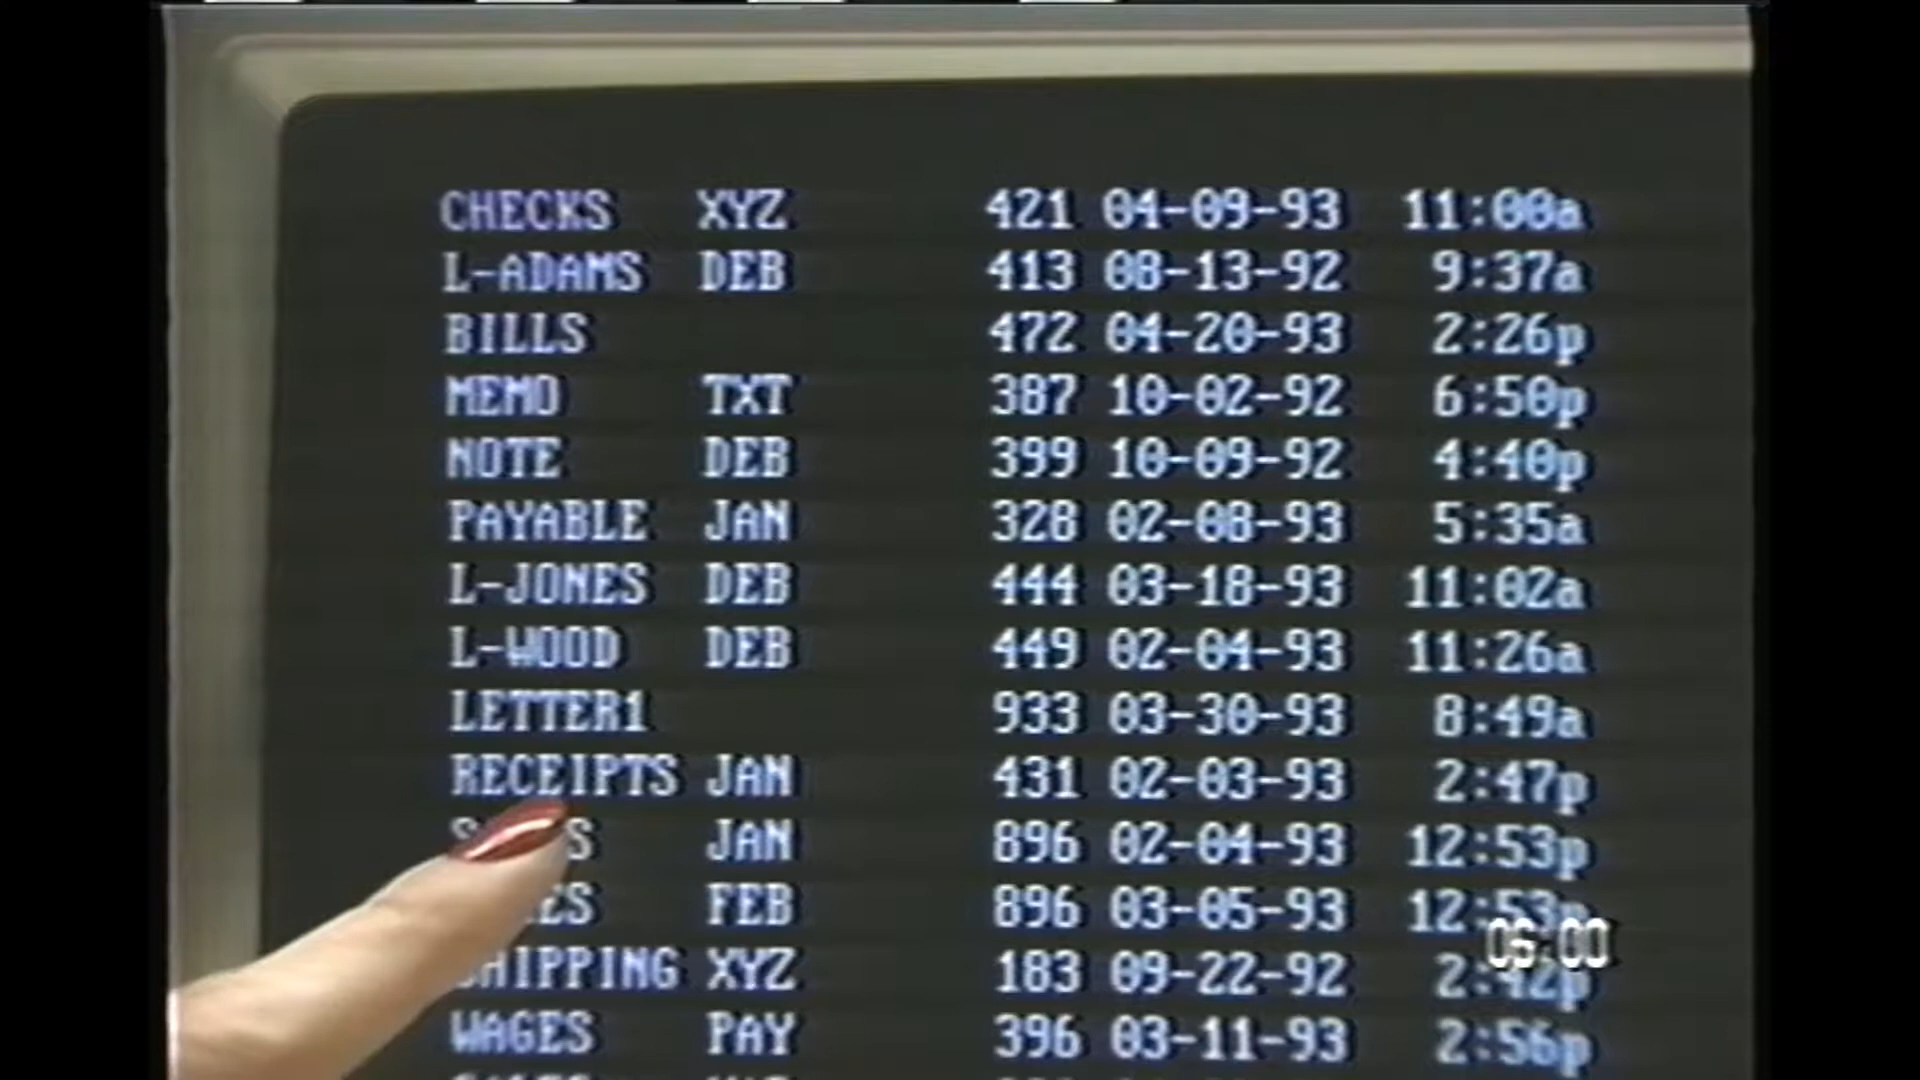 CHECKS XYZ 421 04-09-93 11:00a
L-ADAMS DEB 413 08-13-92 9:37a
BILLS 472 04-20-93 2:26p
MEMO TXT 387 10-02-92 6:50p
NOTE DEB 399 10-09-92 4:40p
PAYABLE JAN 328 02-08-93 5:35a
L-JONES DEB 444 03-18-93 11:02a
L-WOOD DEB 449 02-04-93 11:26a
LETTER1 933 03-30-93 8:49a
RECEIPTS JAN 431 02-03-93 2:47p
JAN 896 02-04-93 12:53p
FEB 896 03-05-93 12:53p
06:00
SHIPPING XYZ 183 09-22-92 2:42p
WAGES PAY 396 03-11-93 2:56p